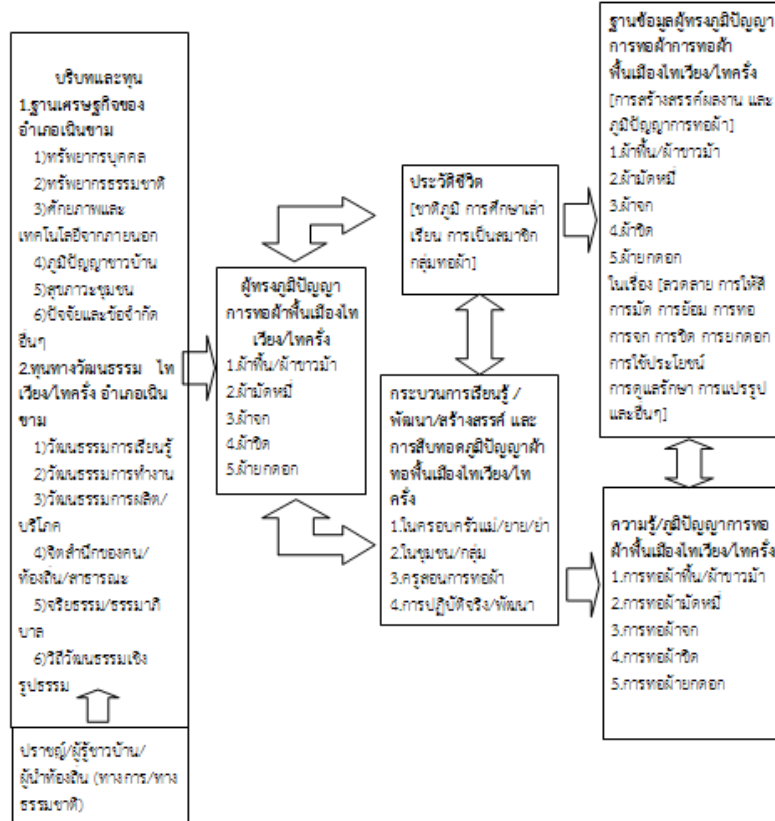 บริบทและทุน
1.ฐานเศรษฐกิจของ
อำเภอเนินขาม
1)ทรัพยากรบุคคล
2)ทรัพยากรธรรมชาติ
3)ศักยภาพและ
เทคโนโลยีจากภายนอก
4)ภูมิปัญญาชาวบ้าน
5)สุขภาวะชุมชน
6)ปัจจัยและข้อจำกัด
อื่นๆ
2.ทุนทางวัฒนธรรม ไท
เวียง/ไทครั่ง อำเภอเนิน
ขาม
1)วัฒนธรรมการเรียนรู้
2)วัฒนธรรมการทำงาน
3)วัฒนธรรมการผลิต/
บริโภค
4)จิตสำนึกของคน/
ท้องถิ่น/สาธารณะ
5)จริยธรรม/ธรรมาภิ
บาล
6)วิถีวัฒนธรรมเชิง
รูปธรรม
ปราชญ์/ผู้รู้ชาวบ้าน/
ผู้นำท้องถิ่น (ทางการ/ทาง
ธรรมชาติ)
ผู้ทรงภูมิปัญญา
การทอผ้าพื้นเมืองไท
เวียง/ไทครั่ง
1.ผ้าพื้น/ผ้าขาวม้า
2.ผ้ามัดหมี่
3.ผ้าจก
4.ผ้าขิด
5.ผ้ายกดอก
ประวัติชีวิต
[ชาติภูมิ การศึกษาเล่า
เรียน การเป็นสมาชิก
กลุ่มทอผ้า]
กระบวนการเรียนรู้ /
พัฒนา/สร้างสรรค์ และ
การสืบทอดภูมิปัญญาผ้า
ทอพื้นเมืองไทเวียง/ไท
ครั่ง
1.ในครอบครัวแม่/ยาย/ย่า
2.ในชุมชน/กลุ่ม
3.ครูสอนการทอผ้า
4.การปฏิบัติจริง/พัฒนา
ฐานข้อมูลผู้ทรงภูมิปัญญา
การทอผ้าการทอผ้า
พื้นเมืองไทเวียง/ไทครั่ง
[การสร้างสรรค์ผลงาน และ
ภูมิปัญญาการทอผ้า]
1.ผ้าพื้น/ผ้าขาวม้า
2.ผ้ามัดหมี่
3.ผ้าจก
4.ผ้าขิด
5.ผ้ายกดอก
ในเรื่อง [ลวดลาย การให้สี
การมัด การย้อม การทอ
การจก การขิด การยกดอก
การใช้ประโยชน์
การดูแลรักษา การแปรรูป
และอื่นๆ]
ความรู้/ภูมิปัญญาการทอ
ผ้าพื้นเมืองไทเวียง/ไทครั่ง
1.การทอผ้าพื้น/ผ้าขาวม้า
2.การทอผ้ามัดหมี่
3.การทอผ้าจก
4.การทอผ้าขิด
5.การทอผ้ายกดอก